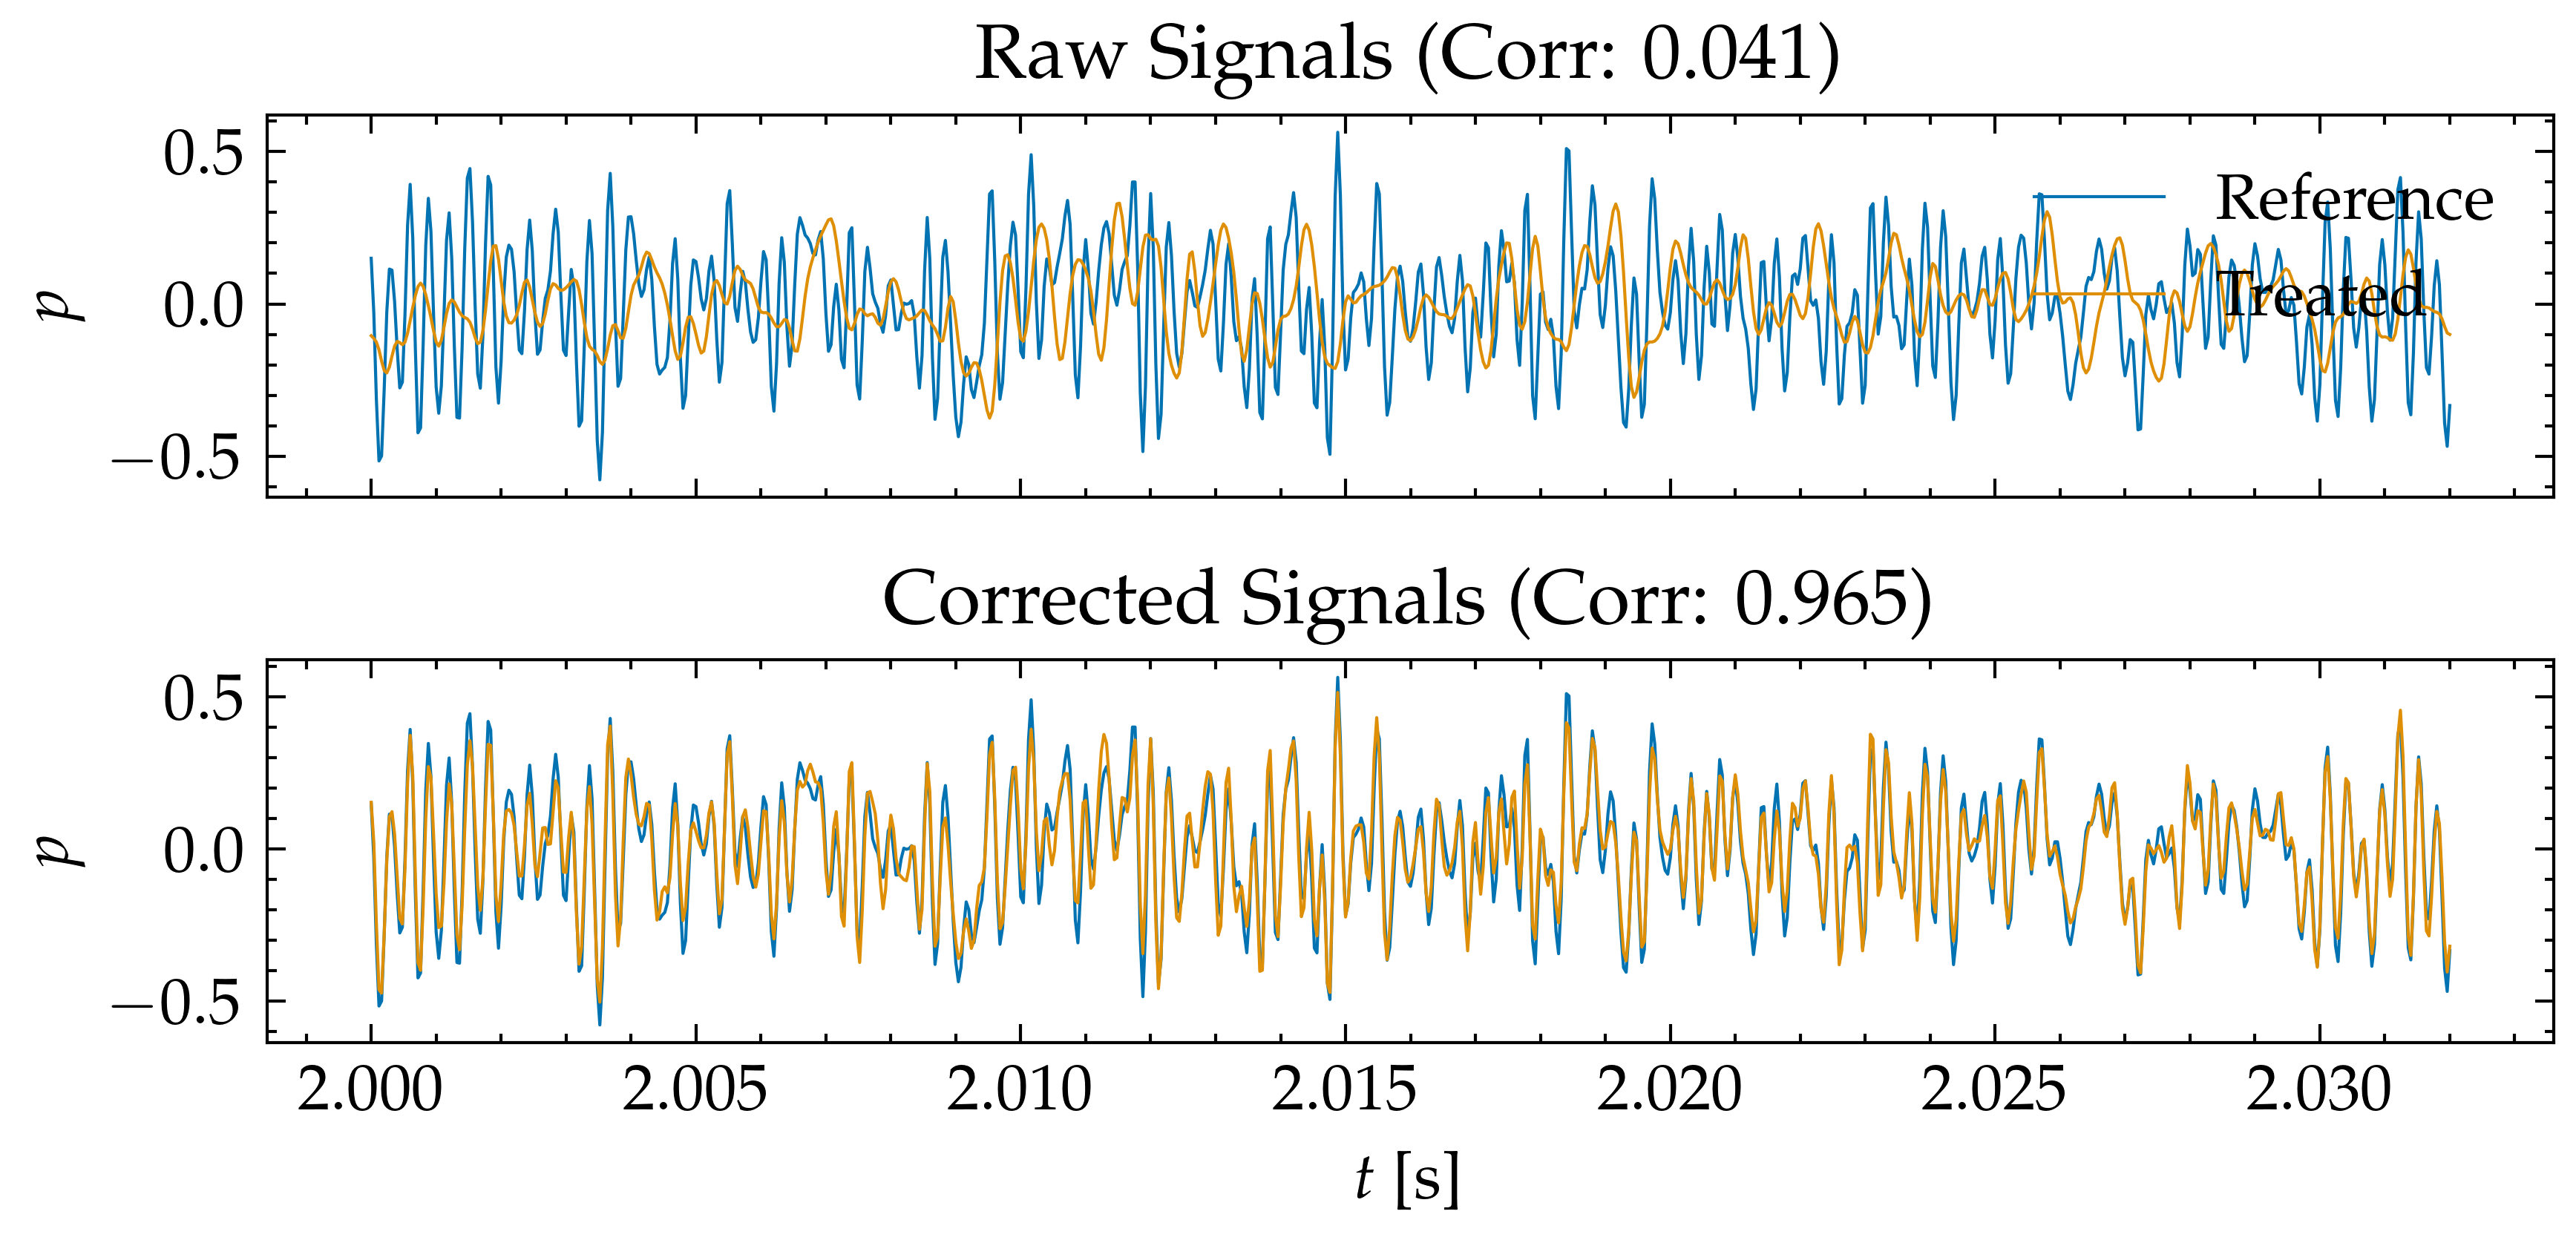 Raw Signals (Corr: 0.041)
0.5
0.0
−0.5
p
Reference
Treated
Corrected Signals (Corr: 0.965)
0.5
0.0
−0.5
p
2.000 2.005 2.010 2.015 2.020 2.025 2.030
t [s]